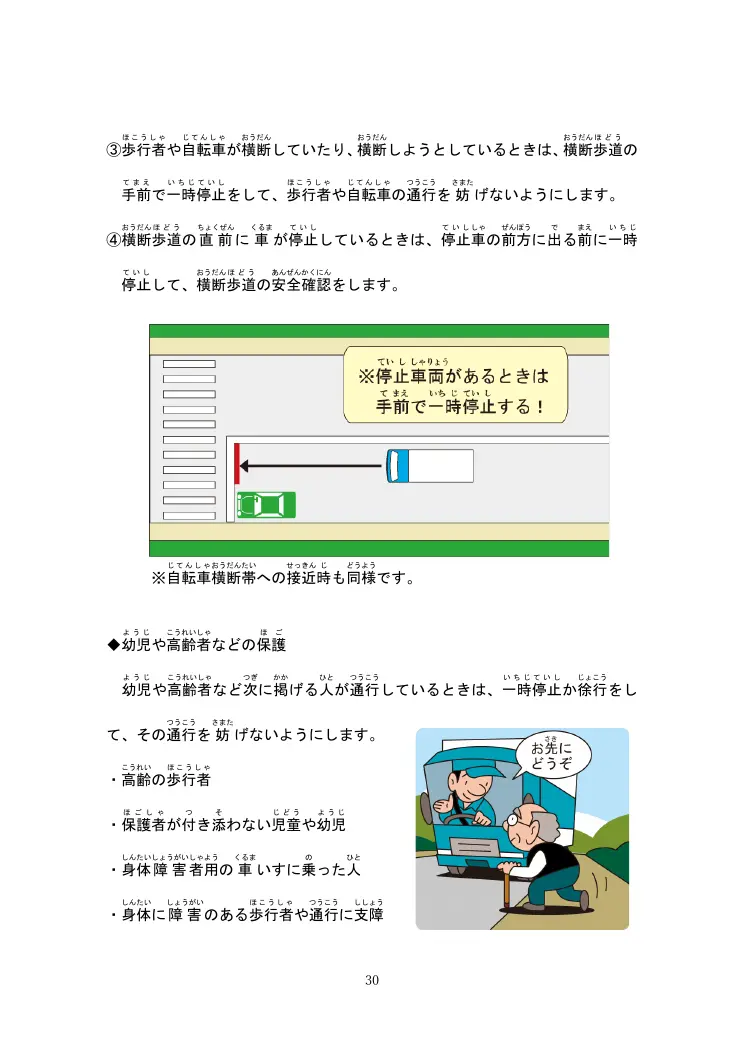 ③歩行者や自転車が横断していたり、横断しようとしているときは、横断歩道の
手前で一時停止をして、歩行者や自転車の通行を妨げないようにします。
④横断歩道の直前に車が停止しているときは、停止車の前方に出る前に一時
停止して、横断歩道の安全確認をします。
※停止車両があるときは
手前で一時停止する！
※自転車横断帯への接近時も同様です。
◆幼児や高齢者などの保護
幼児や高齢者など次に掲げる人が通行しているときは、一時停止か徐行をし
て、その通行を妨げないようにします。
お先に
どうぞ
・高齢の歩行者
・保護者が付き添わない児童や幼児
・身体障害者用の車いすに乗った人
・身体に障害のある歩行者や通行に支障
30